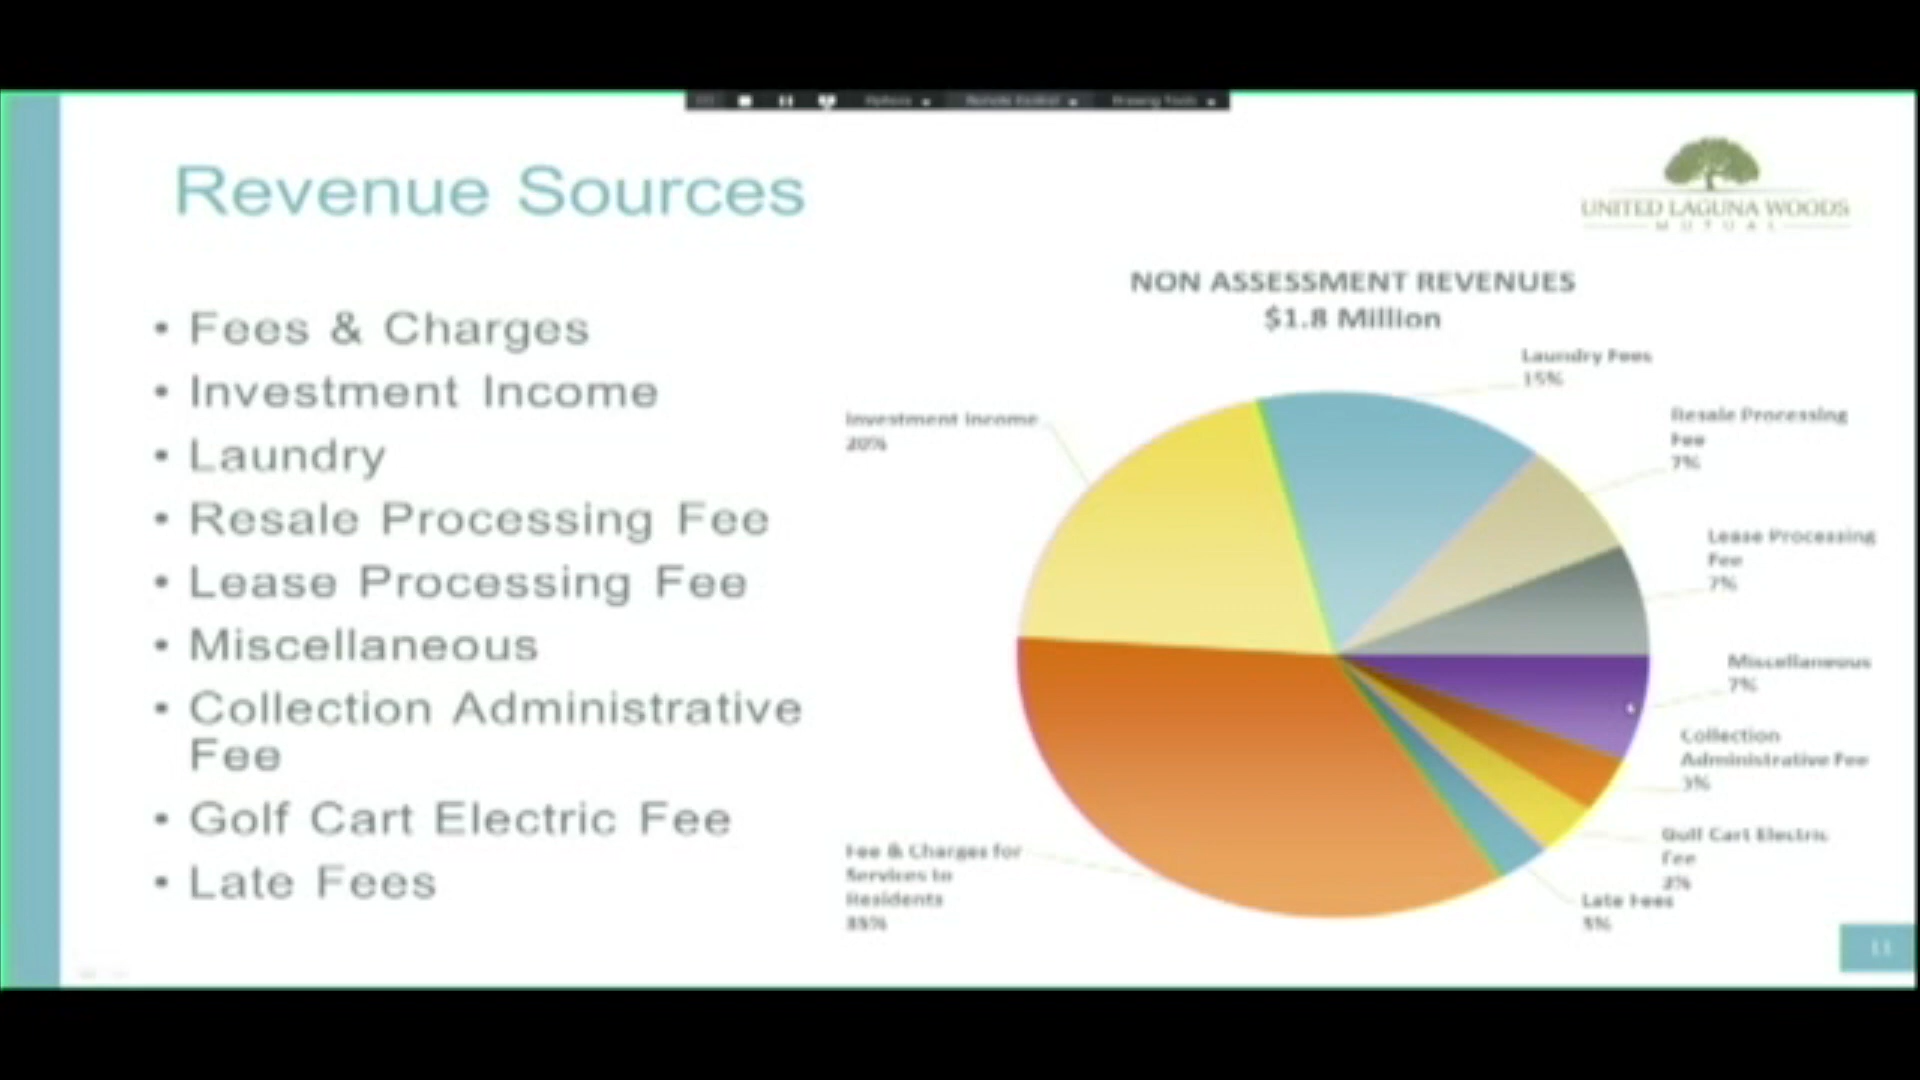 Revenue Sources
UNITED LAGUNA WOODS
MUTUAL
• Fees & Charges
• Investment Income
• Laundry
• Resale Processing Fee
• Lease Processing Fee
• Miscellaneous
• Collection Administrative
Fee
• Golf Cart Electric Fee
• Late Fees
NON ASSESSMENT REVENUES
$1.8 Million
Laundry Fees
15%
Resale Processing
Fee
7%
Lease Processing
Fee
7%
Miscellaneous
7%
Collection
Administrative Fee
Golf Cart Electric
Fee
Late Fees
Fee & Charges for
Services to
Residents
Investment Income
20%
11